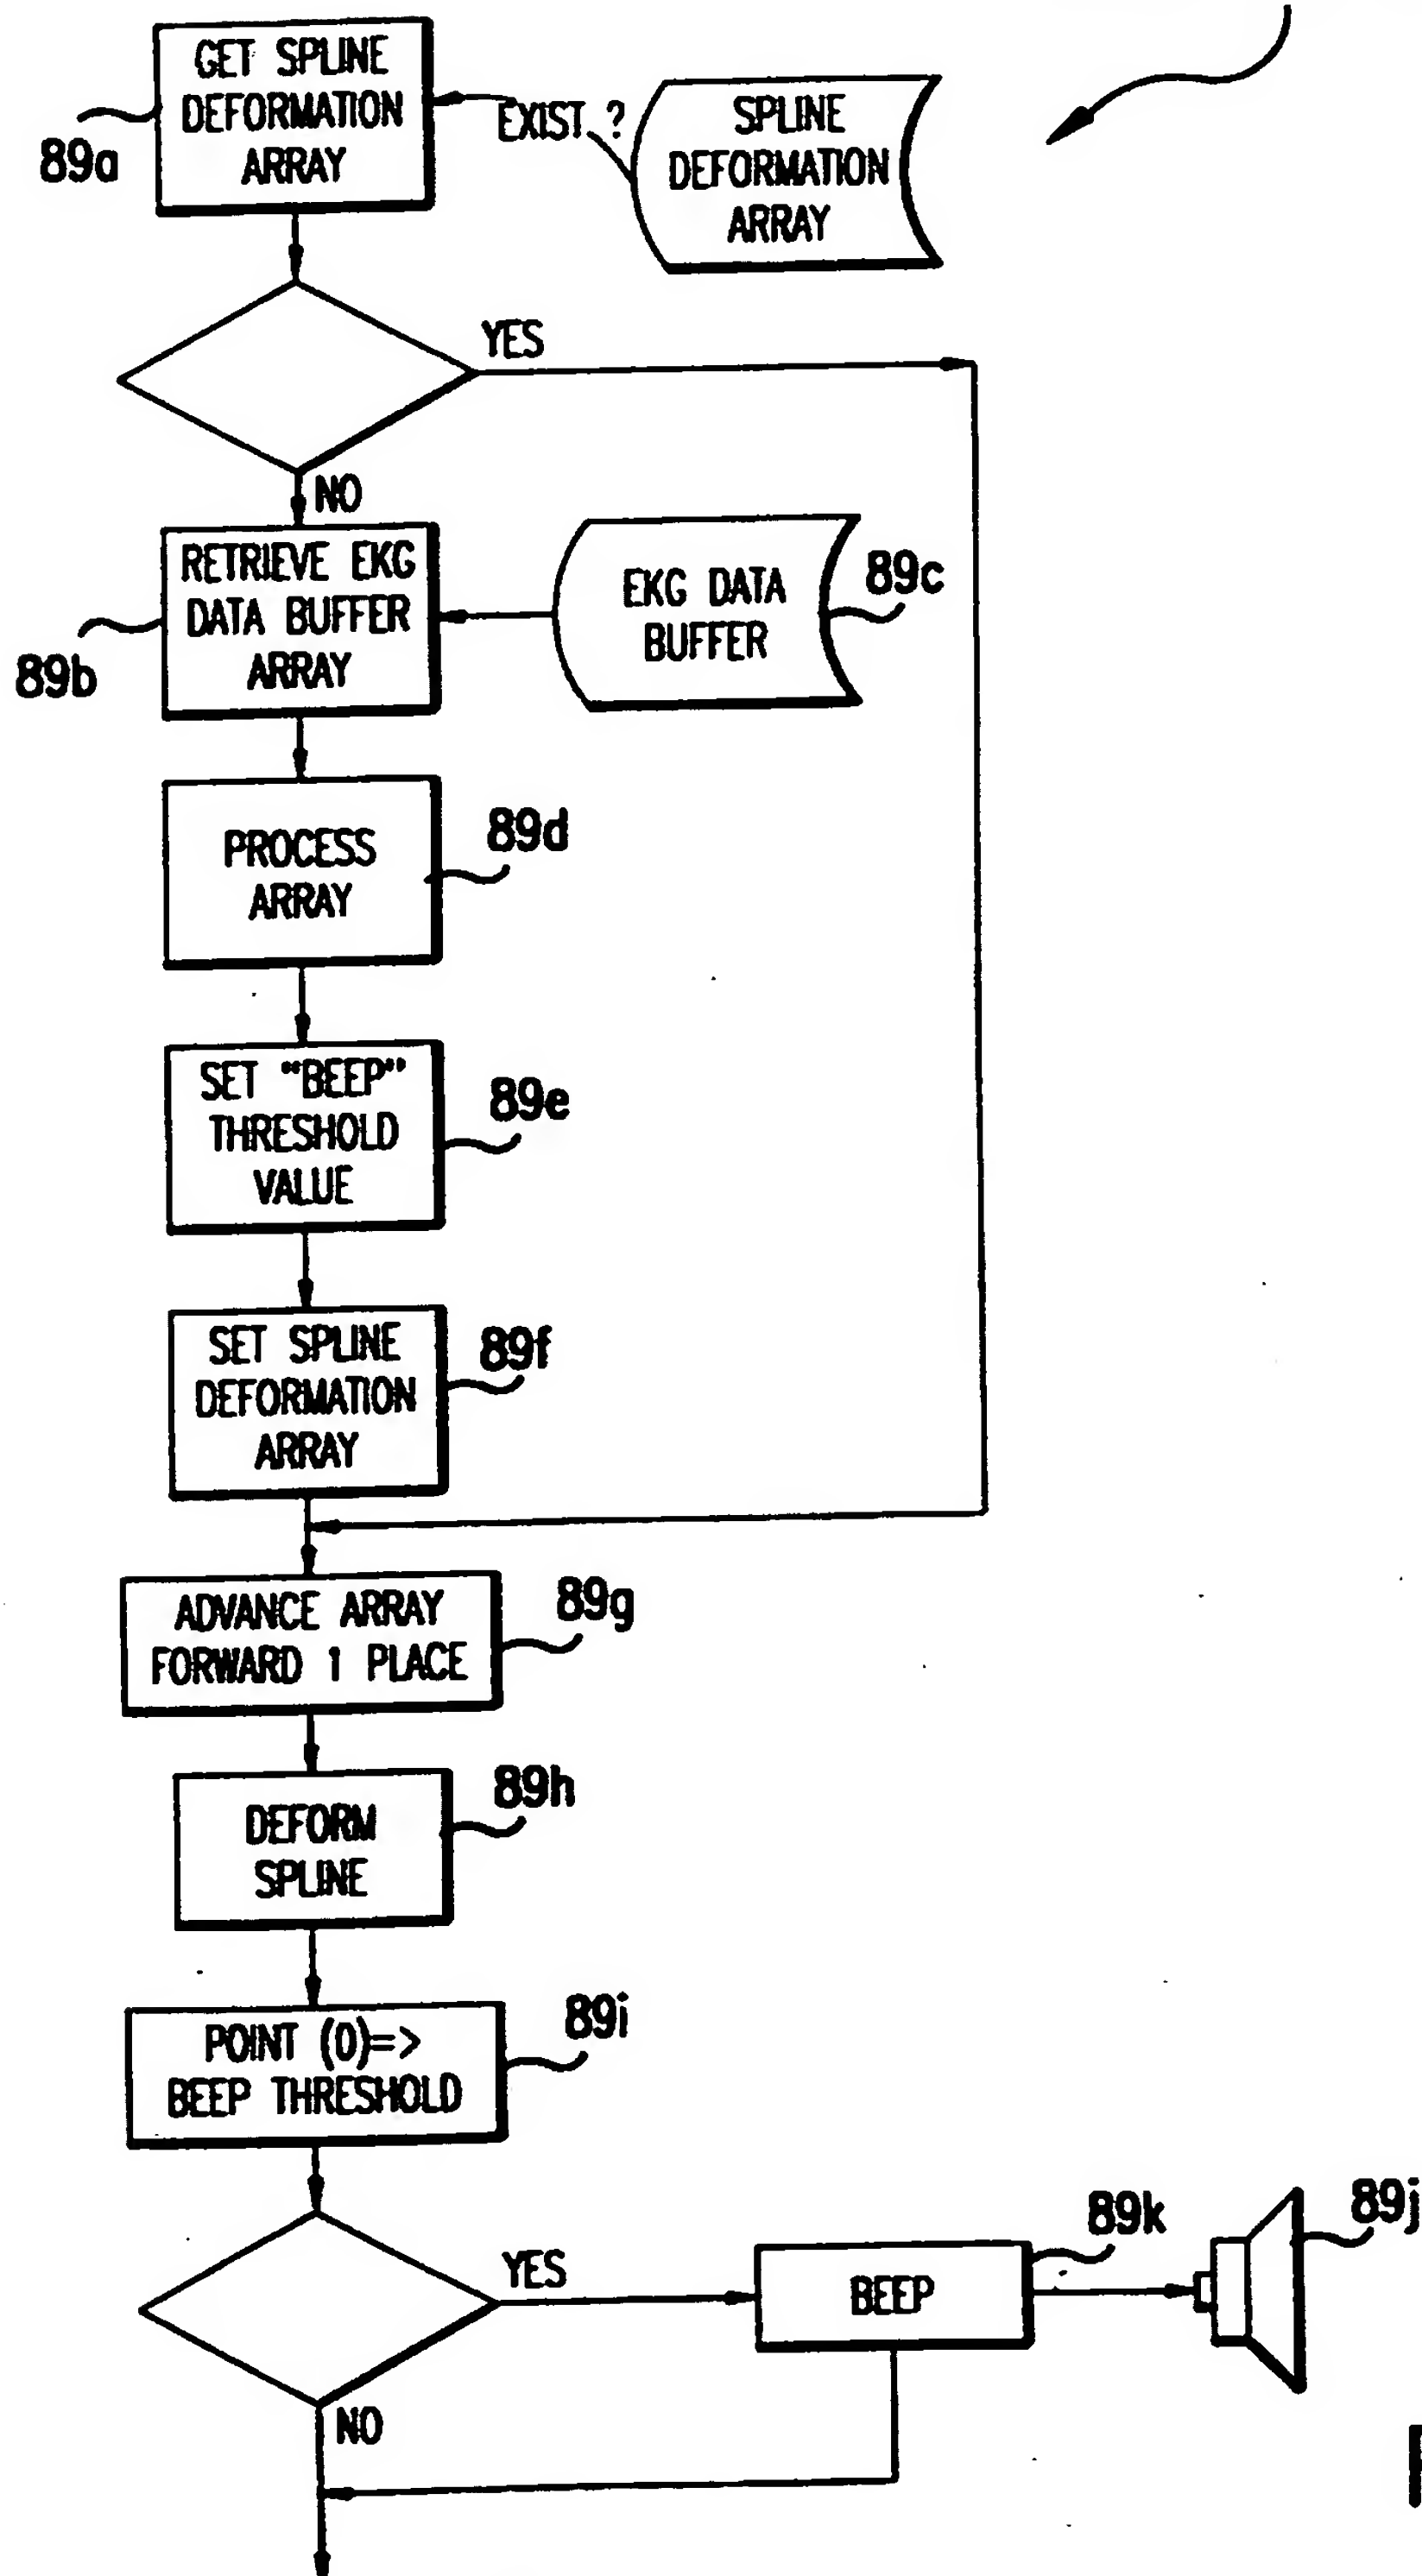 GET SPLINE
DEFORMATION
ARRAY
89a
EXIST ?
SPLINE
DEFORMATION
ARRAY
YES
NO
RETRIEVE EKG
DATA BUFFER
ARRAY
89b
EKG DATA
BUFFER
89c
PROCESS
ARRAY
89d
SET "BEEP"
THRESHOLD
VALUE
89e
SET SPLINE
DEFORMATION
ARRAY
89f
ADVANCE ARRAY
FORWARD 1 PLACE
89g
DEFORM
SPLINE
89h
POINT (0)=>
BEEP THRESHOLD
89i
YES
BEEP
89k
89j
NO